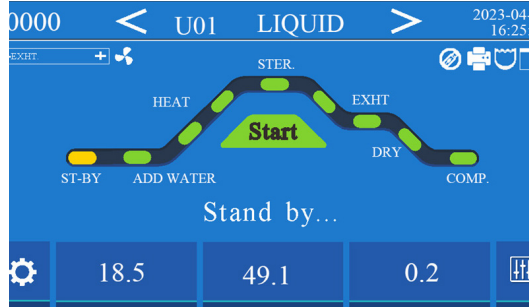 0000 < U01 LIQUID > 2023-04-
16:25
EXHT +
STER.
HEAT
EXHT
Start
DRY
ST-BY ADD WATER COMP.
Stand by...
18.5 49.1 0.2